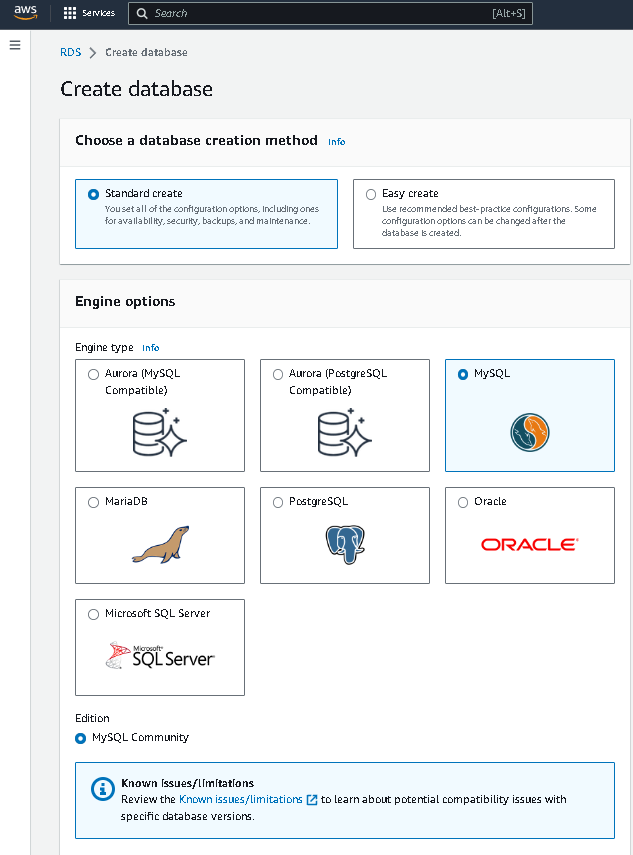 aws
Services
Search
[Alt+S]
RDS
Create database
Create database
Choose a database creation method
Info
Standard create
You set all of the configuration options, including ones
for availability, security, backups, and maintenance.
Easy create
Use recommended best-practice configurations. Some
configuration options can be changed after the
database is created.
Engine options
Engine type
Info
Aurora (MySQL
Compatible)
Aurora (PostgreSQL
Compatible)
MySQL
MariaDB
PostgreSQL
Oracle
ORACLE
Microsoft SQL Server
Microsoft
SQL Server
Edition
MySQL Community
Known issues/limitations
Review the Known issues/limitations to learn about potential compatibility issues with
specific database versions.